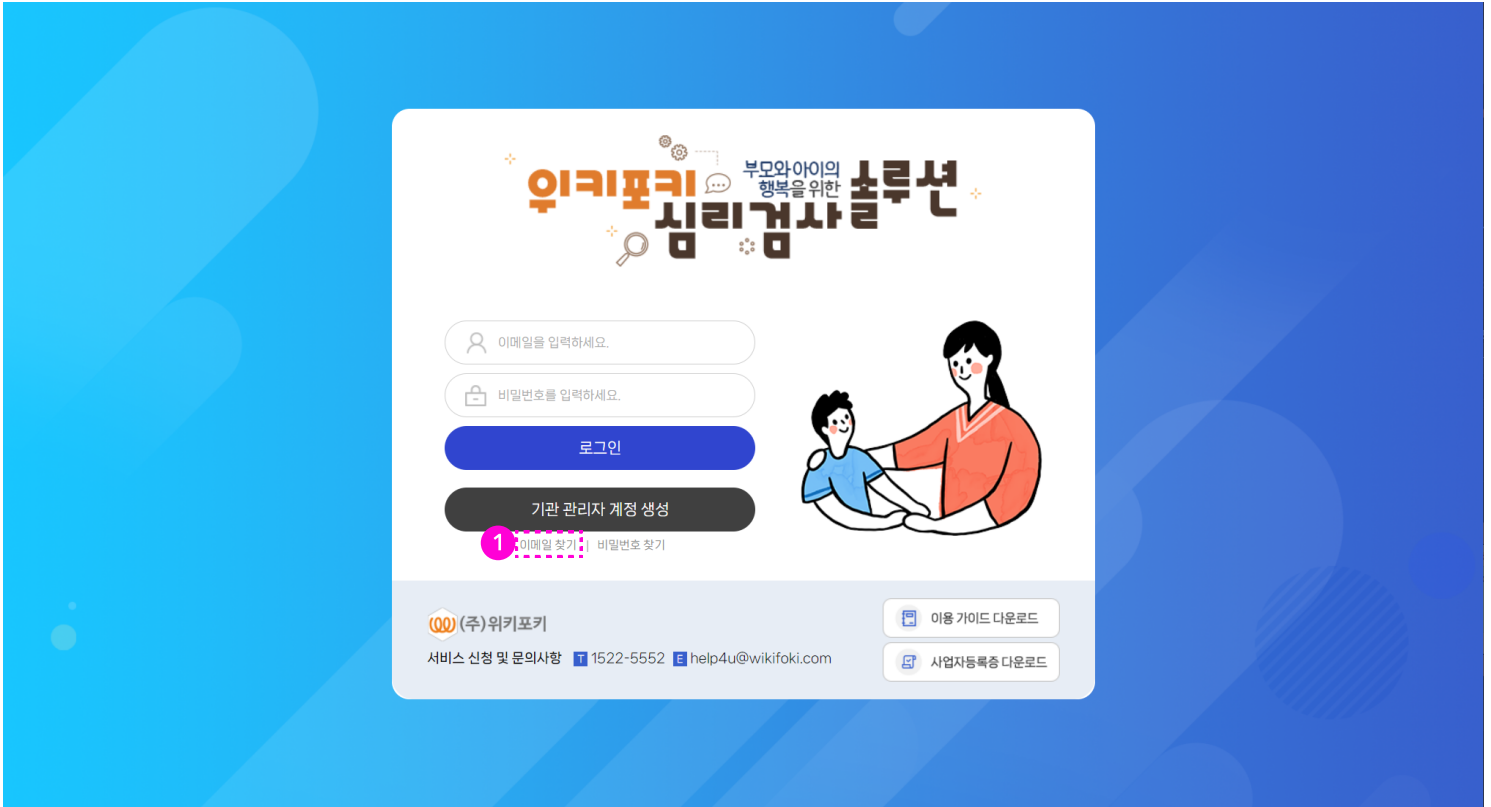 위키포키 부모와 아이의 행복을 위한 솔루션
심리검사
이메일을 입력하세요.
비밀번호를 입력하세요.
로그인
기관 관리자 계정 생성
1 이메일 찾기 | 비밀번호 찾기
(주)위키포키
서비스 신청 및 문의사항 T 1522-5552 E help4u@wikifoki.com
이용 가이드 다운로드
사업자등록증 다운로드